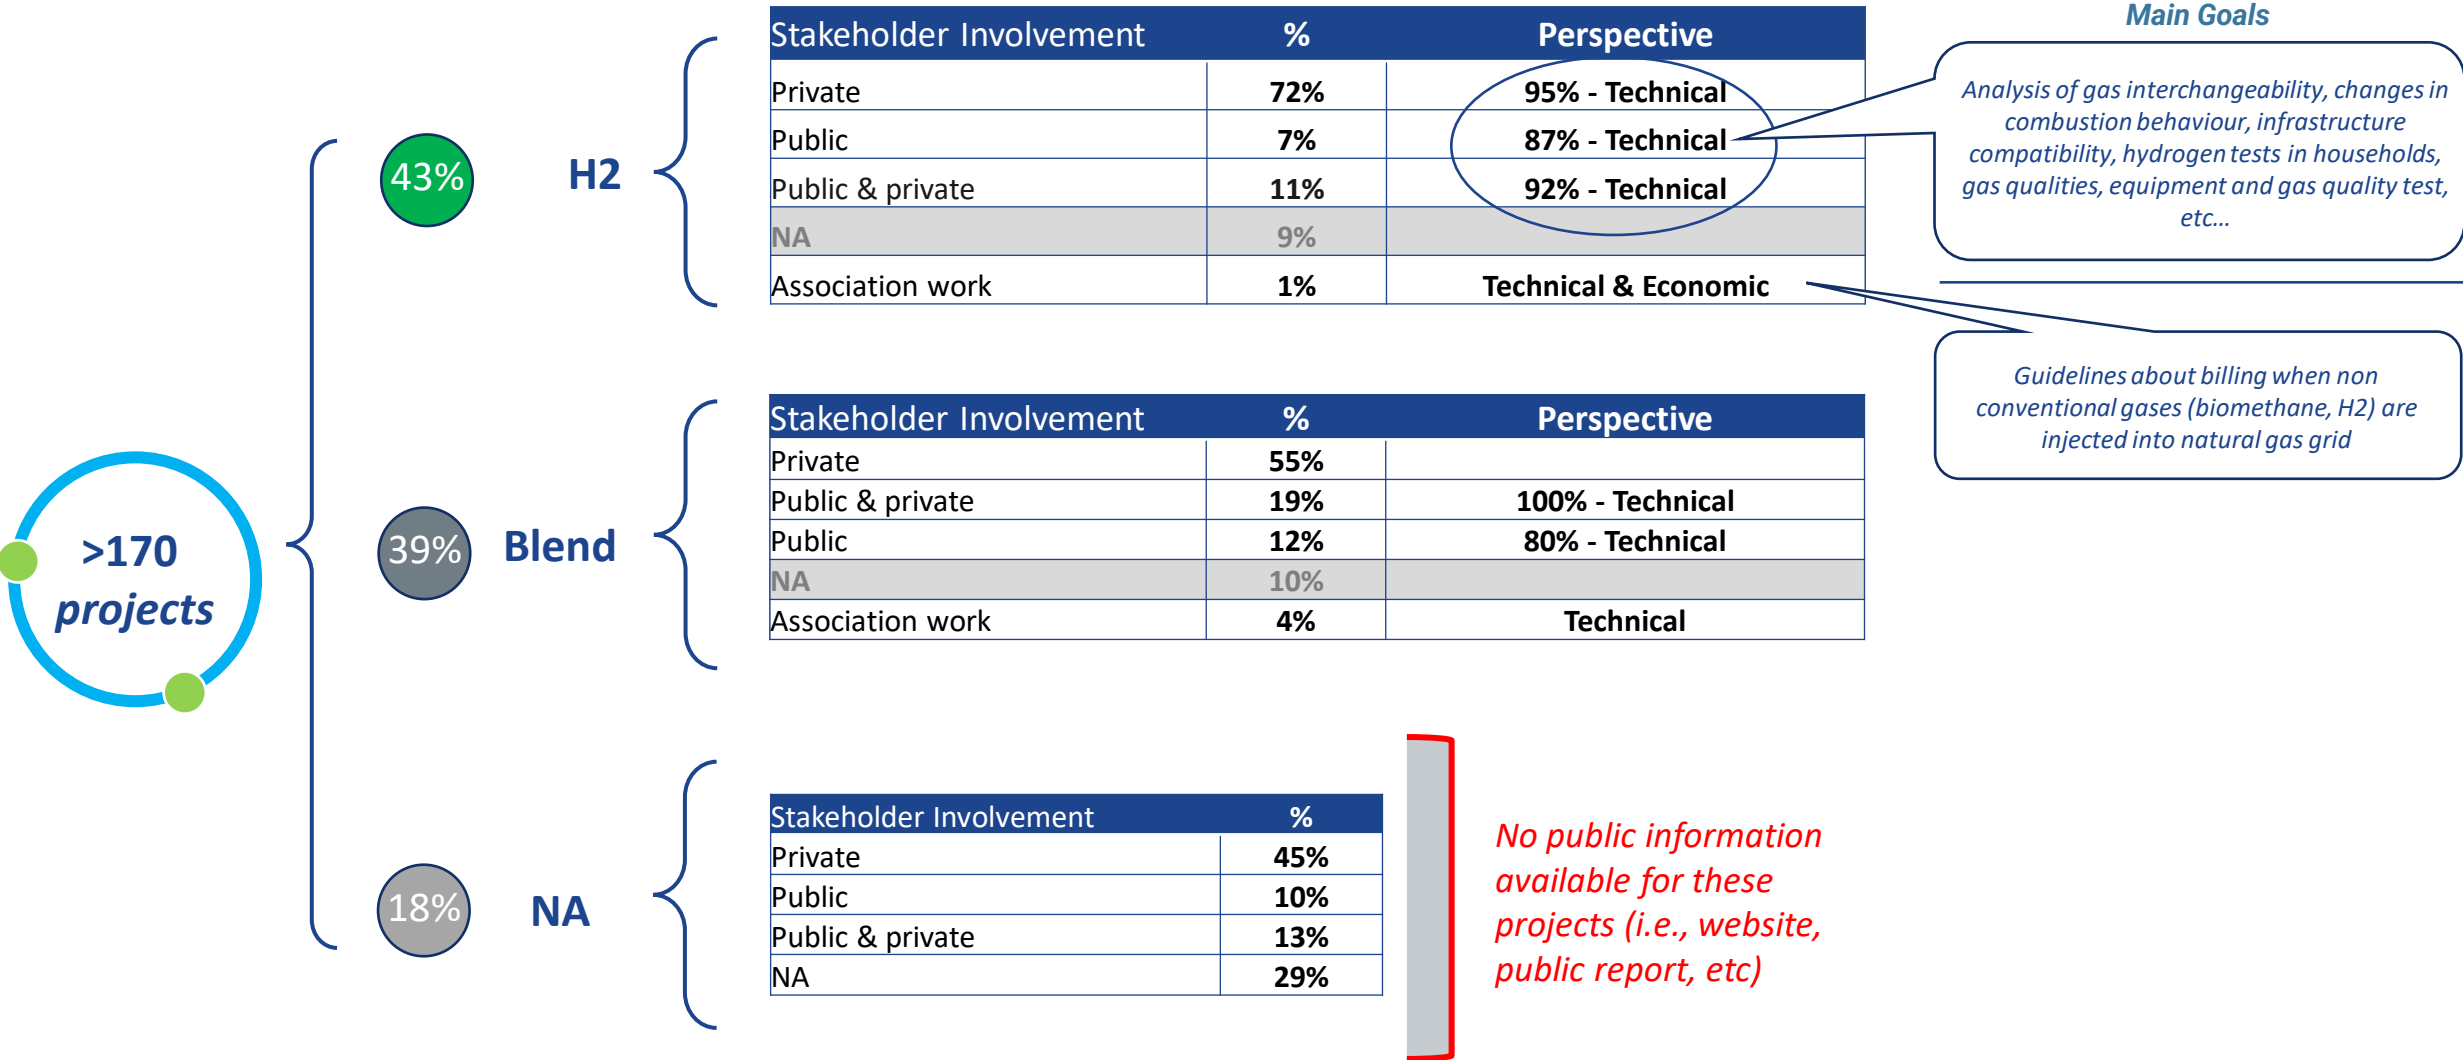 >170
projects
43%
H2
Stakeholder Involvement % Perspective
Private 72% 95% - Technical
Public 7% 87% - Technical
Public & private 11% 92% - Technical
NA 9%
Association work 1% Technical & Economic
Main Goals
Analysis of gas interchangeability, changes in
combustion behaviour, infrastructure
compatibility, hydrogen tests in households,
gas qualities, equipment and gas quality test,
etc...
Guidelines about billing when non
conventional gases (biomethane, H2) are
injected into natural gas grid
39%
Blend
Stakeholder Involvement % Perspective
Private 55%
Public & private 19% 100% - Technical
Public 12% 80% - Technical
NA 10%
Association work 4% Technical
18%
NA
Stakeholder Involvement %
Private 45%
Public 10%
Public & private 13%
NA 29%
No public information
available for these
projects (i.e., website,
public report, etc)